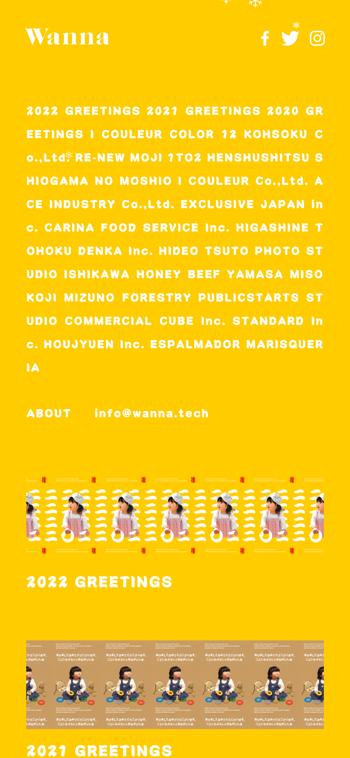 Wanna
2022 GREETINGS 2021 GREETINGS 2020 GR
EETINGS I COULEUR COLOR 12 KOHSOKU C
o.,Ltd. RE-NEW MOJI 1TO2 HENSHUSHITSU S
HIOGAMA NO MOSHIO I COULEUR Co.,Ltd. A
CE INDUSTRY Co.,Ltd. EXCLUSIVE JAPAN In
c. CARINA FOOD SERVICE Inc. HIGASHINE T
OHOKU DENKA Inc. HIDEO TSUTO PHOTO ST
UDIO ISHIKAWA HONEY BEEF YAMASA MISO
KOJI MIZUNO FORESTRY PUBLICSTARTS ST
UDIO COMMERCIAL CUBE Inc. STANDARD In
c. HOUJYUEN Inc. ESPALMADOR MARISQUER
IA
ABOUT info@wanna.tech
2022 GREETINGS
2021 GREETINGS